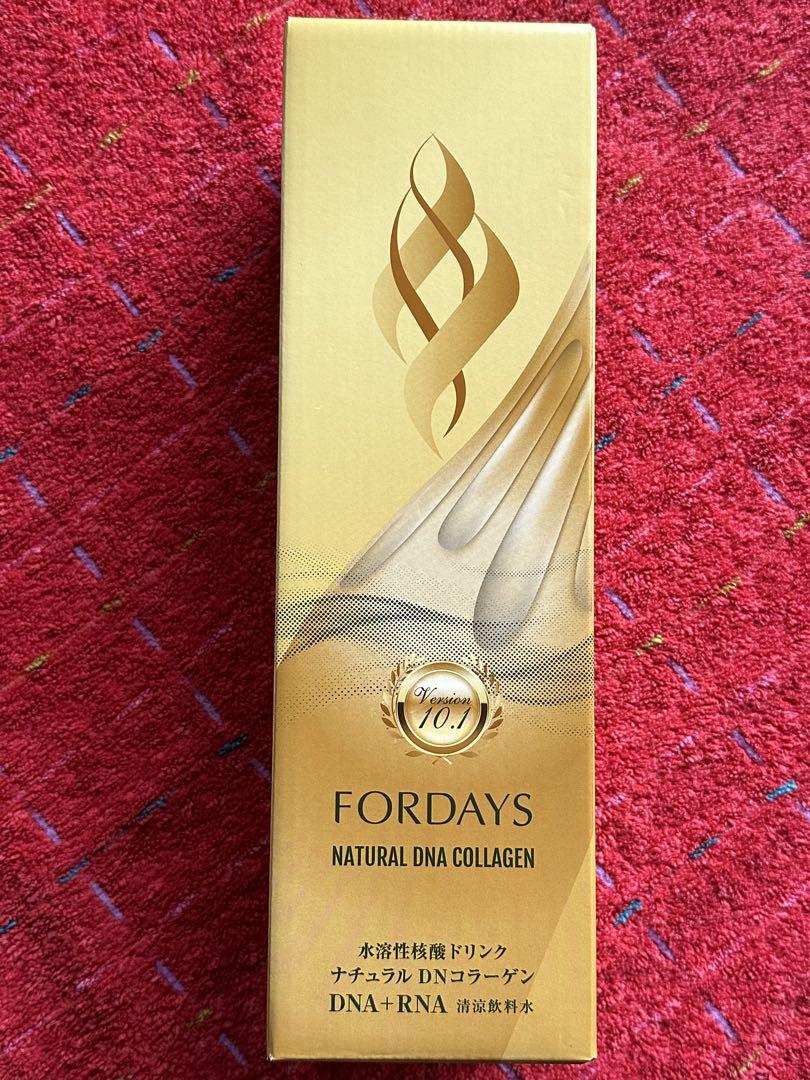 Version
10.1
FORDAYS
NATURAL DNA COLLAGEN
水溶性核酸ドリンク
ナチュラル DNコラーゲン
DNA+RNA 清涼飲料水